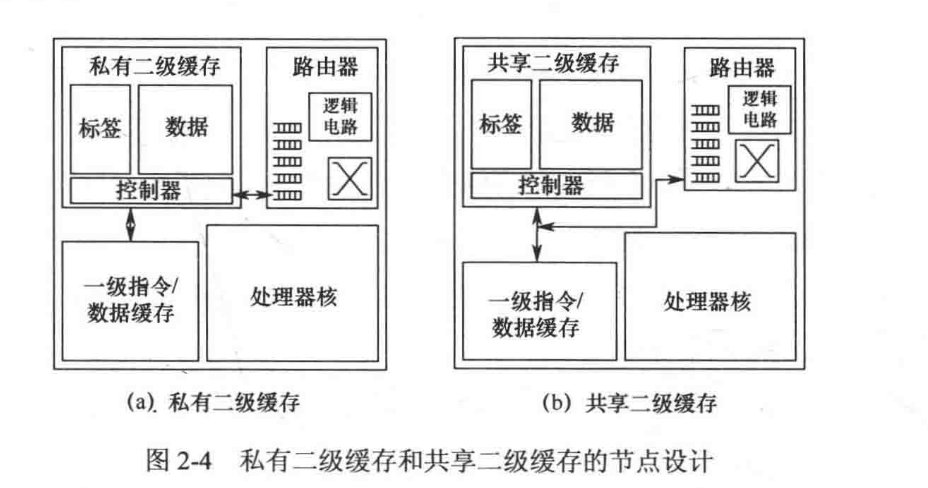 私有二级缓存
路由器
标签
数据
逻辑
电路
控制器
一级指令/
数据缓存
处理器核
(a) 私有二级缓存
共享二级缓存
路由器
标签
数据
逻辑
电路
控制器
一级指令/
数据缓存
处理器核
(b) 共享二级缓存
图 2-4 私有二级缓存和共享二级缓存的节点设计